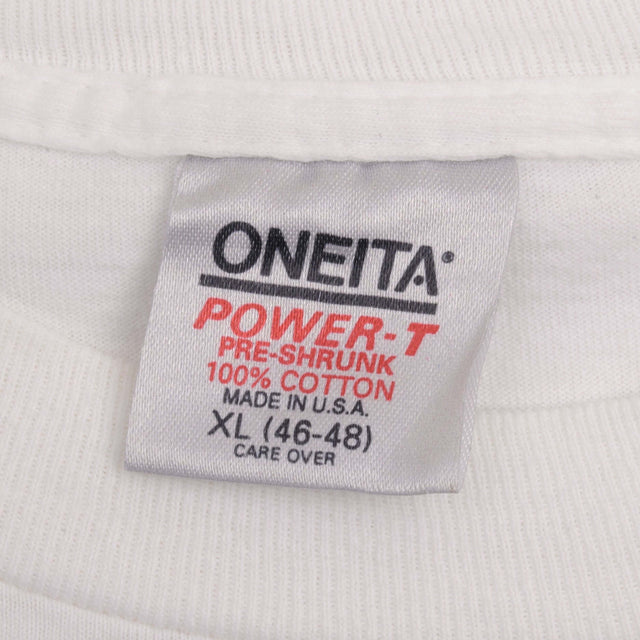 ONEITA®
POWER-T
PRE-SHRUNK
100% COTTON
MADE IN U.S.A.
XL (46-48)
CARE OVER